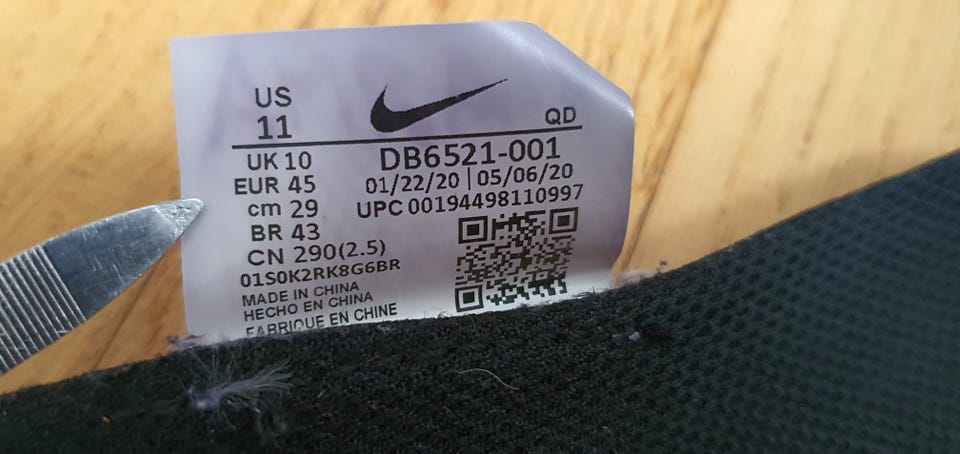 US
11
QD
UK 10
EUR 45
cm 29
BR 43
CN 290(2.5)
01S0K2RK8G6BR
MADE IN CHINA
HECHO EN CHINA
FABRIQUE EN CHINE
DB6521-001
01/22/20 | 05/06/20
UPC 00194498110997